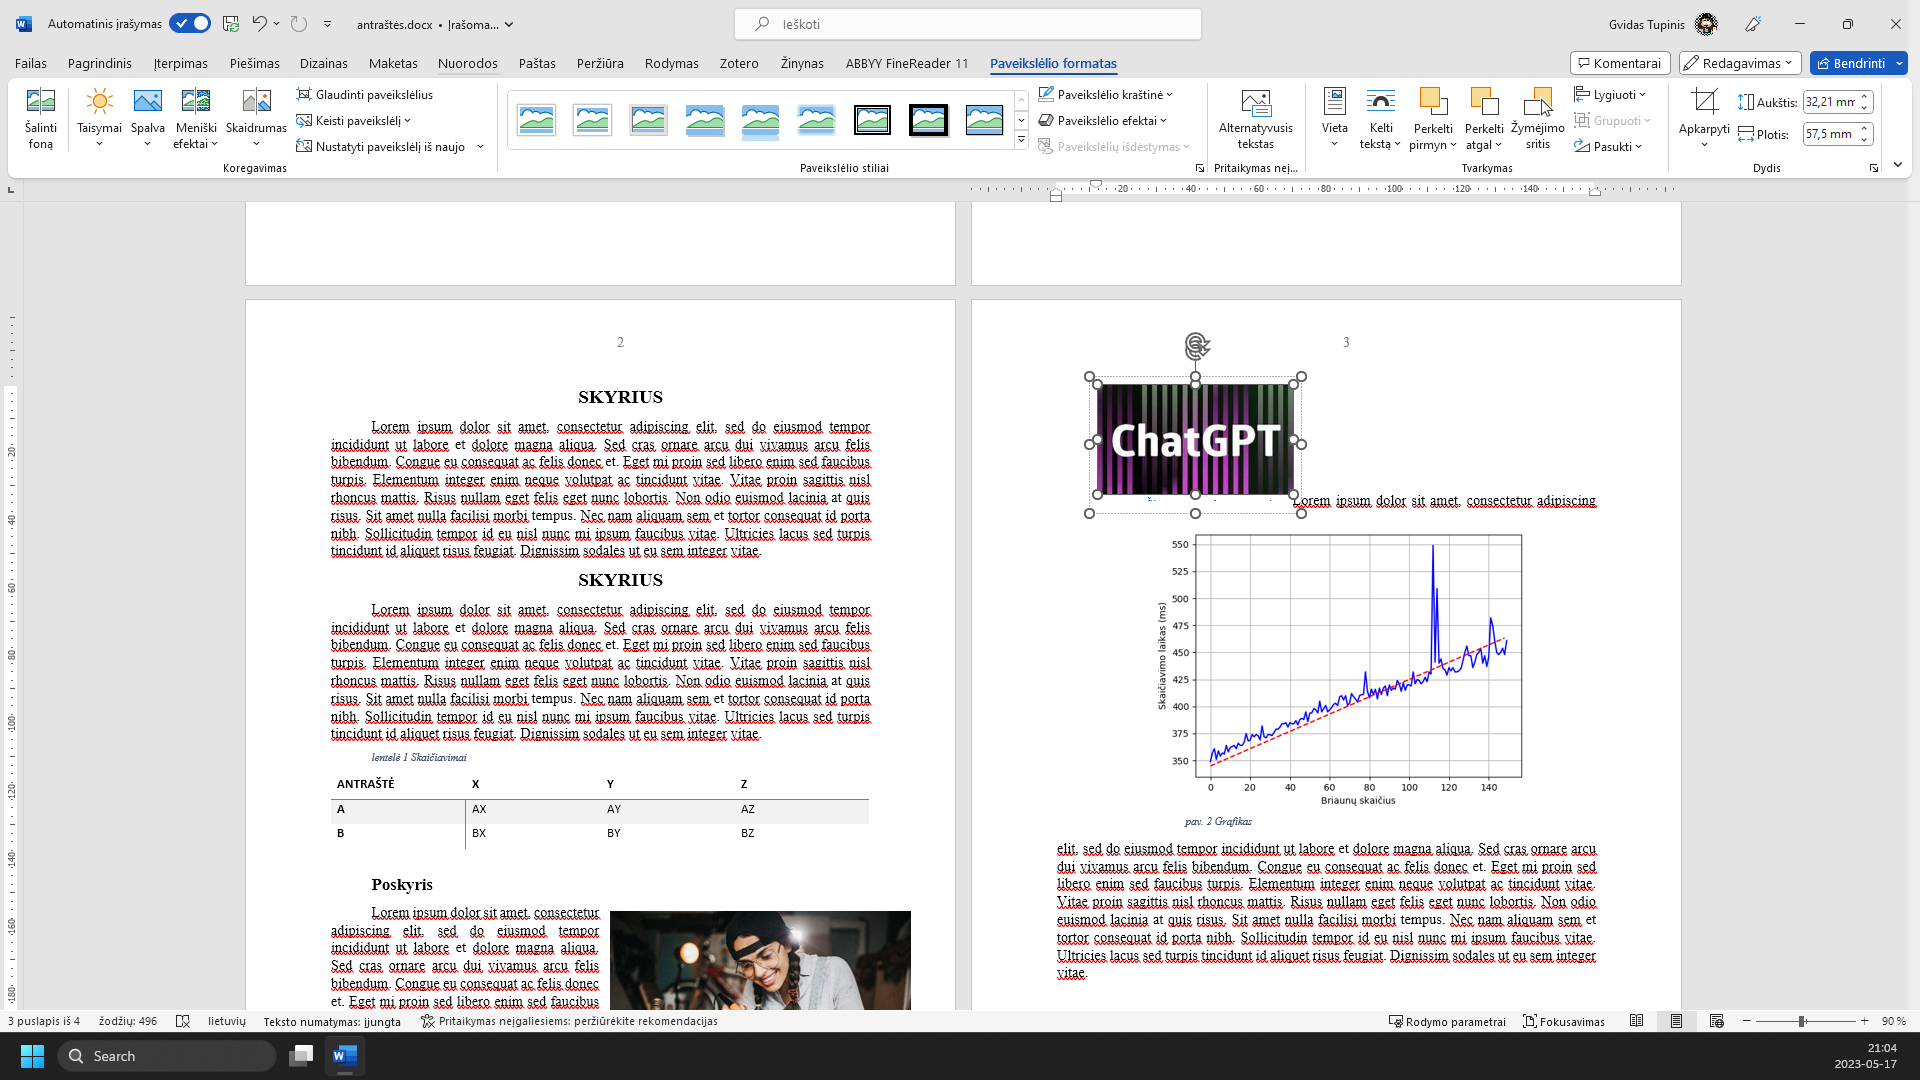 Automatinis įrašymas
antraštės.docx • Įrašoma...
Ieškoti
Gvidas Tupinis
Failas
Pagrindinis
Įterpimas
Piešimas
Dizainas
Maketas
Nuorodos
Paštas
Peržiūra
Rodymas
Zotero
Žinynas
ABBYY FineReader 11
Paveikslėlio formatas
Komentarai
Redagavimas
Bendrinti
Šalinti foną
Taisymai
Spalva
Meniški efektai
Skaidrumas
Glaudinti paveikslėlius
Keisti paveikslėlį
Nustatyti paveikslėlį iš naujo
Koregavimas
Paveikslėlio stiliai
Paveikslėlio kraštinė
Paveikslėlio efektai
Paveikslėlių išdėstymas
Alternatyvusis tekstas
Pritaikymas nej...
Vieta
Kelti tekstą
Perkelti pirmyn
Perkelti atgal
Žymėjimo sritis
Lygiuoti
Grupuoti
Pasukti
Tvarkymas
Apkarpyti
Aukštis: 32,21 mm
Plotis: 57,5 mm
Dydis
20 40 60 80 100 120 140
2
SKYRIUS
Lorem ipsum dolor sit amet, consectetur adipiscing elit, sed do eiusmod tempor
incididunt ut labore et dolore magna aliqua. Sed cras ornare arcu dui vivamus arcu felis
bibendum. Congue eu consequat ac felis donec et. Eget mi proin sed libero enim sed faucibus
turpis. Elementum integer enim neque volutpat ac tincidunt vitae. Vitae proin sagittis nisl
rhoncus mattis. Risus nullam eget felis eget nunc lobortis. Non odio euismod lacinia at quis
risus. Sit amet nulla facilisi morbi tempus. Nec nam aliquam sem et tortor consequat id porta
nibh. Sollicitudin tempor id eu nisl nunc mi ipsum faucibus vitae. Ultricies lacus sed turpis
tincidunt id aliquet risus feugiat. Dignissim sodales ut eu sem integer vitae.
SKYRIUS
Lorem ipsum dolor sit amet, consectetur adipiscing elit, sed do eiusmod tempor
incididunt ut labore et dolore magna aliqua. Sed cras ornare arcu dui vivamus arcu felis
bibendum. Congue eu consequat ac felis donec et. Eget mi proin sed libero enim sed faucibus
turpis. Elementum integer enim neque volutpat ac tincidunt vitae. Vitae proin sagittis nisl
rhoncus mattis. Risus nullam eget felis eget nunc lobortis. Non odio euismod lacinia at quis
risus. Sit amet nulla facilisi morbi tempus. Nec nam aliquam sem et tortor consequat id porta
nibh. Sollicitudin tempor id eu nisl nunc mi ipsum faucibus vitae. Ultricies lacus sed turpis
tincidunt id aliquet risus feugiat. Dignissim sodales ut eu sem integer vitae.
lentelė 1 Skaičiavimai
ANTRAŠTĖ X Y Z
A AX AY AZ
B BX BY BZ
Poskyris
Lorem ipsum dolor sit amet, consectetur
adipiscing elit, sed do eiusmod tempor
incididunt ut labore et dolore magna aliqua.
Sed cras ornare arcu dui vivamus arcu felis
bibendum. Congue eu consequat ac felis donec
et. Eget mi proin sed libero enim sed faucibus
3
ChatGPT
Lorem ipsum dolor sit amet, consectetur adipiscing
550
525
500
475
450
425
400
375
350
Skaičiavimo laikas (ms)
0 20 40 60 80 100 120 140
Briaunų skaičius
pav. 2 Grafikas
elit, sed do eiusmod tempor incididunt ut labore et dolore magna aliqua. Sed cras ornare arcu
dui vivamus arcu felis bibendum. Congue eu consequat ac felis donec et. Eget mi proin sed
libero enim sed faucibus turpis. Elementum integer enim neque volutpat ac tincidunt vitae.
Vitae proin sagittis nisl rhoncus mattis. Risus nullam eget felis eget nunc lobortis. Non odio
euismod lacinia at quis risus. Sit amet nulla facilisi morbi tempus. Nec nam aliquam sem et
tortor consequat id porta nibh. Sollicitudin tempor id eu nisl nunc mi ipsum faucibus vitae.
Ultricies lacus sed turpis tincidunt id aliquet risus feugiat. Dignissim sodales ut eu sem integer
vitae.
20 40 60 80 100 120 140 160 180
3 puslapis iš 4
žodžių: 496
lietuvių
Teksto numatymas: įjungta
Pritaikymas neįgaliesiems: peržiūrėkite rekomendacijas
Rodymo parametrai
Fokusavimas
90 %
Search
21:04
2023-05-17